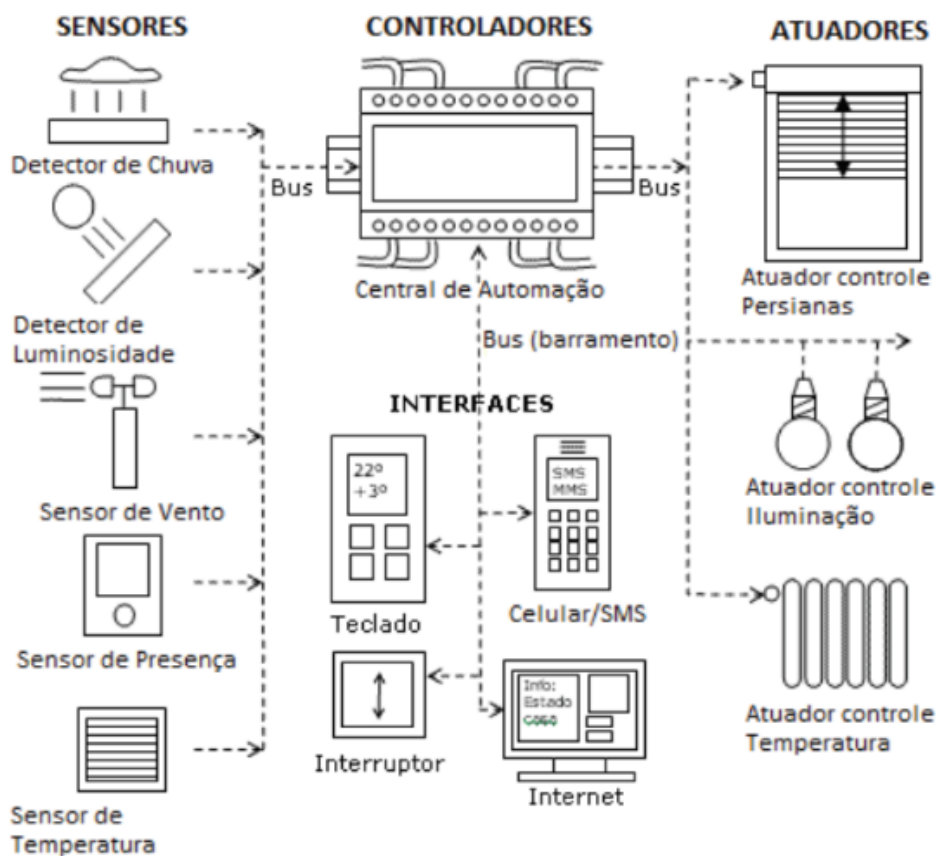 SENSORES
Detector de Chuva
Detector de
Luminosidade
Sensor de Vento
Sensor de Presença
Sensor de
Temperatura
CONTROLADORES
Bus
Bus
Central de Automação
Bus (barramento)
INTERFACES
22º
+3º
Teclado
SMS
MMS
Celular/SMS
Interruptor
Info:
Estado
Internet
ATUADORES
Atuador controle
Persianas
Atuador controle
Iluminação
Atuador controle
Temperatura